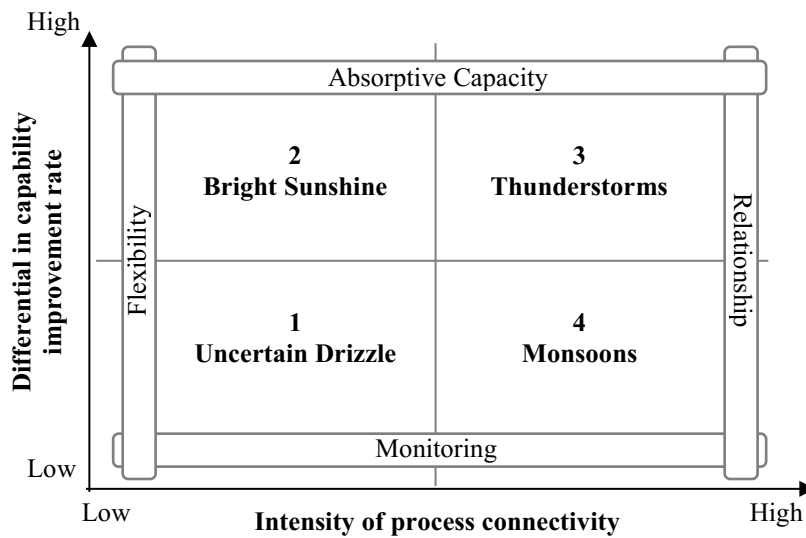 High
Absorptive Capacity
2
Bright Sunshine
3
Thunderstorms
Differential in capability
improvement rate
Flexibility
Relationship
1
Uncertain Drizzle
4
Monsoons
Monitoring
Low
Low
Intensity of process connectivity
High